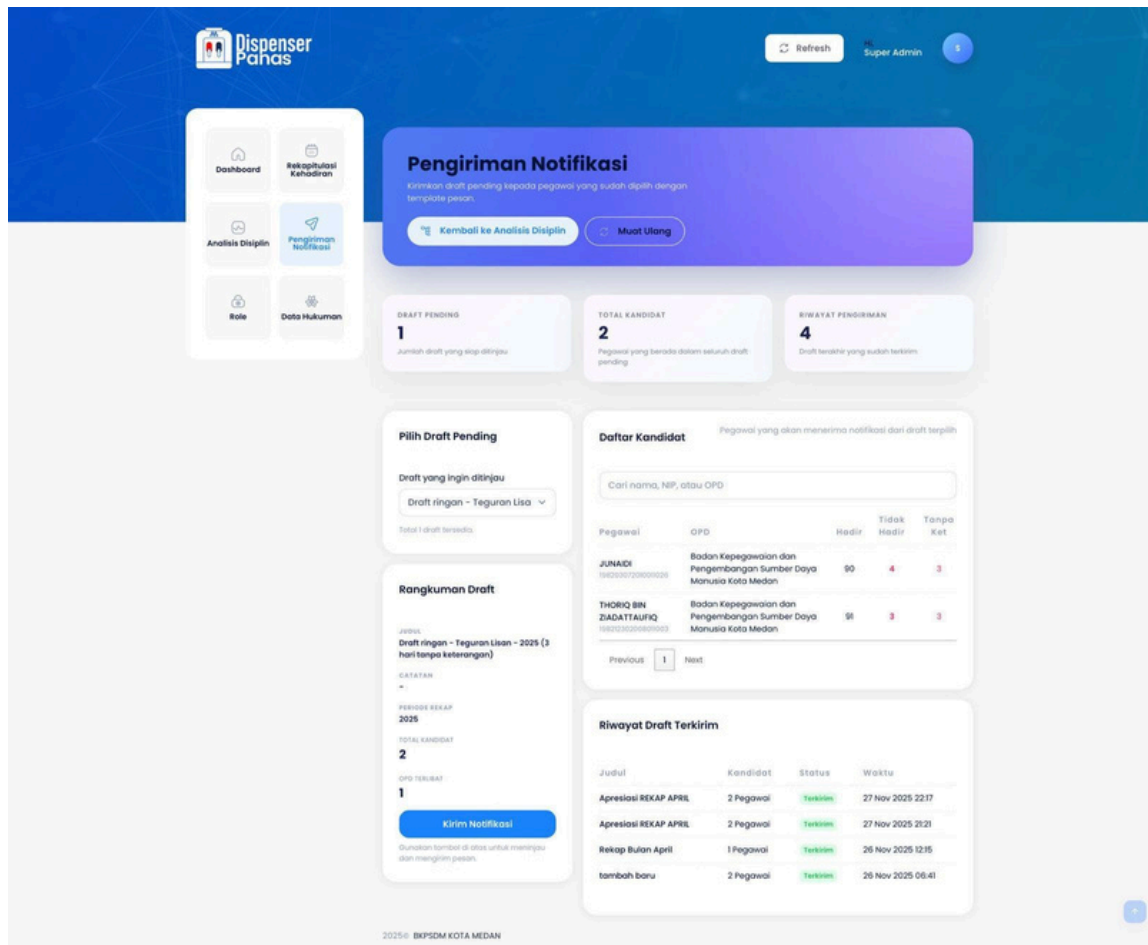 Dispenser
Pahas
Refresh
Super Admin
S
Dashboard
Rekapitulasi
Kehadiran
Analisis Disiplin
Pengiriman
Notifikasi
Role
Data Hukuman
Pengiriman Notifikasi
Kirimkan draft pending kepada pegawai yang sudah dipilih dengan
template pesan.
Kembali ke Analisis Disiplin
Muat Ulang
DRAFT PENDING
1
Jumlah draft yang siap ditinjau
TOTAL KANDIDAT
2
Pegawai yang berada dalam seluruh draft
pending
RIWAYAT PENGIRIMAN
4
Draft terakhir yang sudah terkirim
Pilih Draft Pending
Draft yang ingin ditinjau
Draft ringan - Teguran Lisa
Total 1 draft tersedia.
Rangkuman Draft
JUDUL
Draft ringan - Teguran Lisan - 2025 (3
hari tanpa keterangan)
CATATAN
-
PERIODE REKAP
2025
TOTAL KANDIDAT
2
OPD TERLIBAT
1
Kirim Notifikasi
Gunakan tombol di atas untuk meninjau
dan mengirim pesan.
Daftar Kandidat
Pegawai yang akan menerima notifikasi dari draft terpilih
Cari nama, NIP, atau OPD
Pegawai OPD Hadir Tidak Hadir Tanpa Ket
JUNAIDI
Badan Kepegawaian dan
Pengembangan Sumber Daya
Manusia Kota Medan
90 4 3
THORIQ BIN
ZIADATTAUFIQ
Badan Kepegawaian dan
Pengembangan Sumber Daya
Manusia Kota Medan
91 3 3
Previous 1 Next
Riwayat Draft Terkirim
Judul Kandidat Status Waktu
Apresiasi REKAP APRIL 2 Pegawai Terkirim 27 Nov 2025 22:17
Apresiasi REKAP APRIL 2 Pegawai Terkirim 27 Nov 2025 21:21
Rekap Bulan April 1 Pegawai Terkirim 26 Nov 2025 12:15
tambah baru 2 Pegawai Terkirim 26 Nov 2025 06:41
2025© BKPSDM KOTA MEDAN